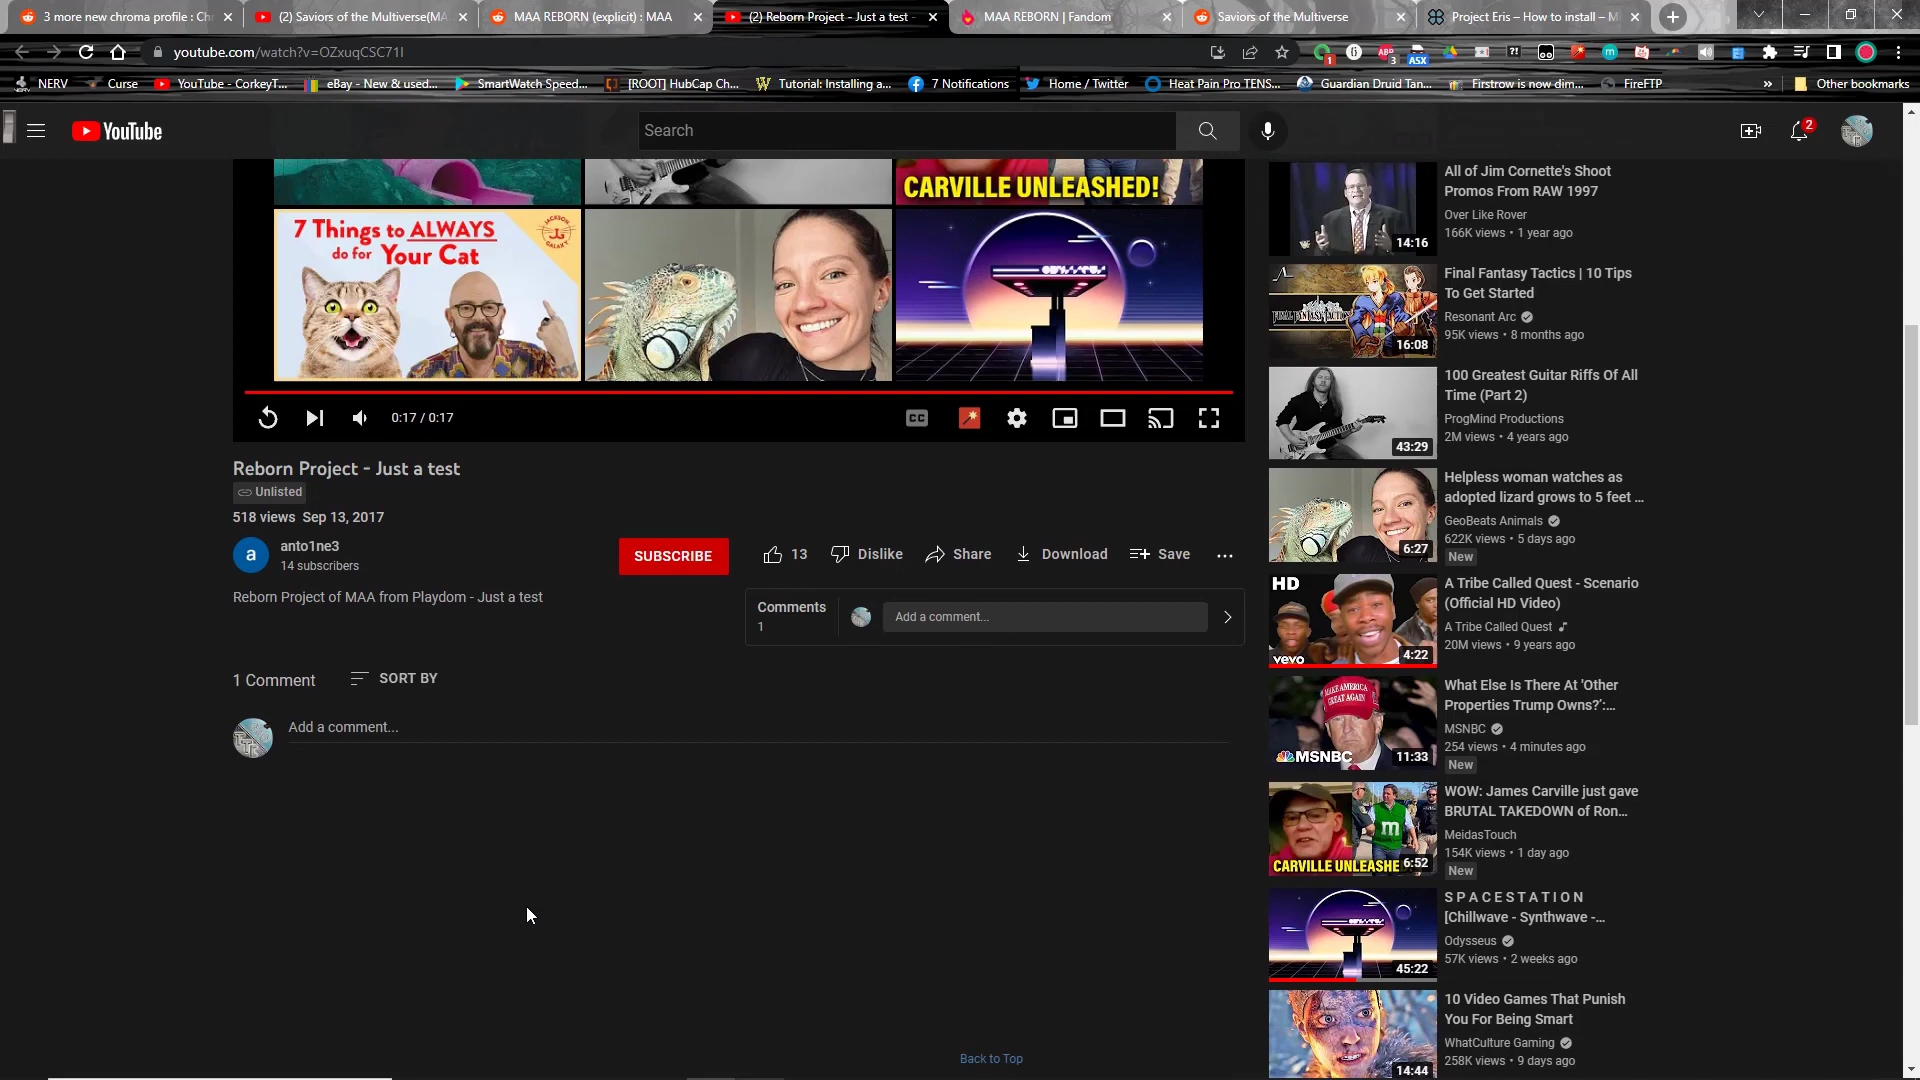 3 more new chroma profile : Ch
(2) Saviors of the Multiverse(MA
MAA REBORN (explicit) : MAA
(2) Reborn Project - Just a test -
MAA REBORN | Fandom
Saviors of the Multiverse
Project Eris – How to install – M
youtube.com/watch?v=OZxuqCSC71I
NERV
Curse
YouTube - CorkeyT...
eBay - New & used...
SmartWatch Speed...
[ROOT] HubCap Ch...
Tutorial: Installing a...
7 Notifications
Home / Twitter
Heat Pain Pro TENS...
Guardian Druid Tan...
Firstrow is now dim...
FireFTP
»
Other bookmarks
YouTube
Search
2
CARVILLE UNLEASHED!
7 Things to ALWAYS
do for Your Cat
JACKSON GALAXY
0:17 / 0:17
CC
Reborn Project - Just a test
Unlisted
518 views Sep 13, 2017
a
anto1ne3
14 subscribers
SUBSCRIBE
13
Dislike
Share
Download
Save
...
Reborn Project of MAA from Playdom - Just a test
Comments
1
Add a comment...
1 Comment
SORT BY
Add a comment...
Back to Top
All of Jim Cornette's Shoot
Promos From RAW 1997
Over Like Rover
166K views • 1 year ago
14:16
Final Fantasy Tactics | 10 Tips
To Get Started
Resonant Arc
95K views • 8 months ago
FINAL FANTASY TACTICS
16:08
100 Greatest Guitar Riffs Of All
Time (Part 2)
ProgMind Productions
2M views • 4 years ago
43:29
Helpless woman watches as
adopted lizard grows to 5 feet ...
GeoBeats Animals
622K views • 5 days ago
New
6:27
HD
A Tribe Called Quest - Scenario
(Official HD Video)
A Tribe Called Quest
20M views • 9 years ago
vevo
4:22
What Else Is There At 'Other
Properties Trump Owns?':...
MSNBC
254 views • 4 minutes ago
New
MAKE AMERICA
GREAT AGAIN
MSNBC
11:33
WOW: James Carville just gave
BRUTAL TAKEDOWN of Ron...
MeidasTouch
154K views • 1 day ago
New
m
CARVILLE UNLEASHE
6:52
S P A C E S T A T I O N
[Chillwave - Synthwave -...
Odysseus
57K views • 2 weeks ago
45:22
10 Video Games That Punish
You For Being Smart
WhatCulture Gaming
258K views • 9 days ago
14:44